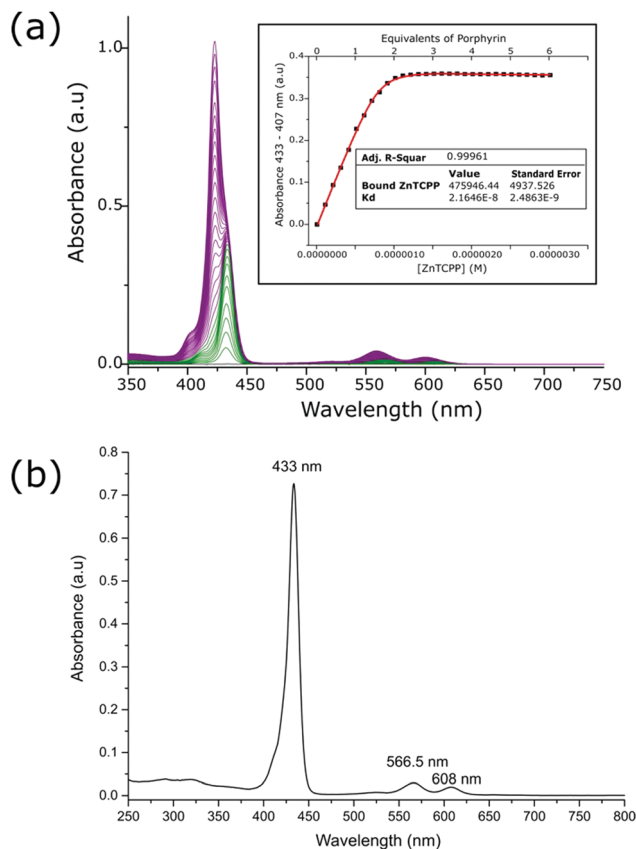 (a)
Absorbance (a.u)
1.0
0.5
0.0
350 400 450 500 550 600 650 700 750
Wavelength (nm)
Equivalents of Porphyrin
0 1 2 3 4 5 6
Absorbance 433 - 407 nm (a.u)
0.4
0.3
0.2
0.1
0.0
Adj. R-Squar 0.99961
Value Standard Error
Bound ZnTCPP 475946.44 4937.526
Kd 2.1646E-8 2.4863E-9
0.0000000 0.0000010 0.0000020 0.0000030
[ZnTCPP] (M)
(b)
Absorbance (a.u)
0.8
0.7
0.6
0.5
0.4
0.3
0.2
0.1
0.0
433 nm
566.5 nm
608 nm
250 300 350 400 450 500 550 600 650 700 750 800
Wavelength (nm)